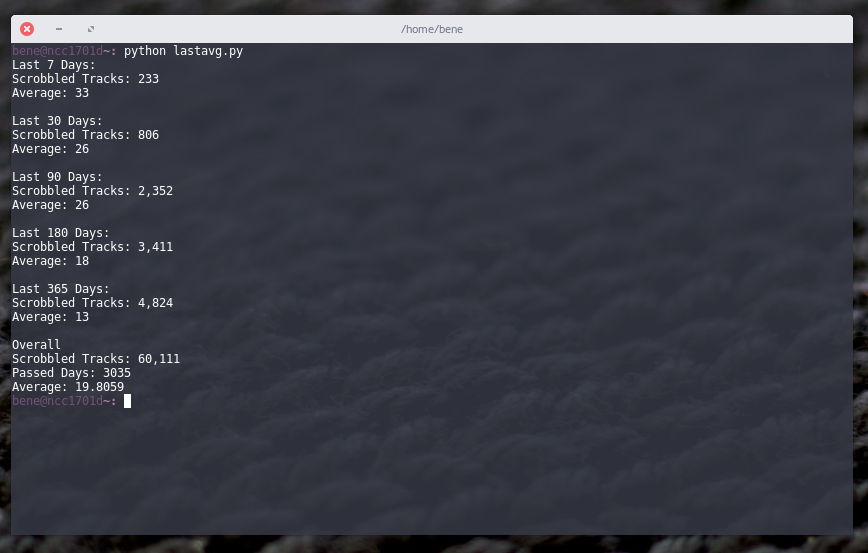 /home/bene
bene@ncc1701d~: python lastavg.py
Last 7 Days:
Scrobbled Tracks: 233
Average: 33
Last 30 Days:
Scrobbled Tracks: 806
Average: 26
Last 90 Days:
Scrobbled Tracks: 2,352
Average: 26
Last 180 Days:
Scrobbled Tracks: 3,411
Average: 18
Last 365 Days:
Scrobbled Tracks: 4,824
Average: 13
Overall
Scrobbled Tracks: 60,111
Passed Days: 3035
Average: 19.8059
bene@ncc1701d~: